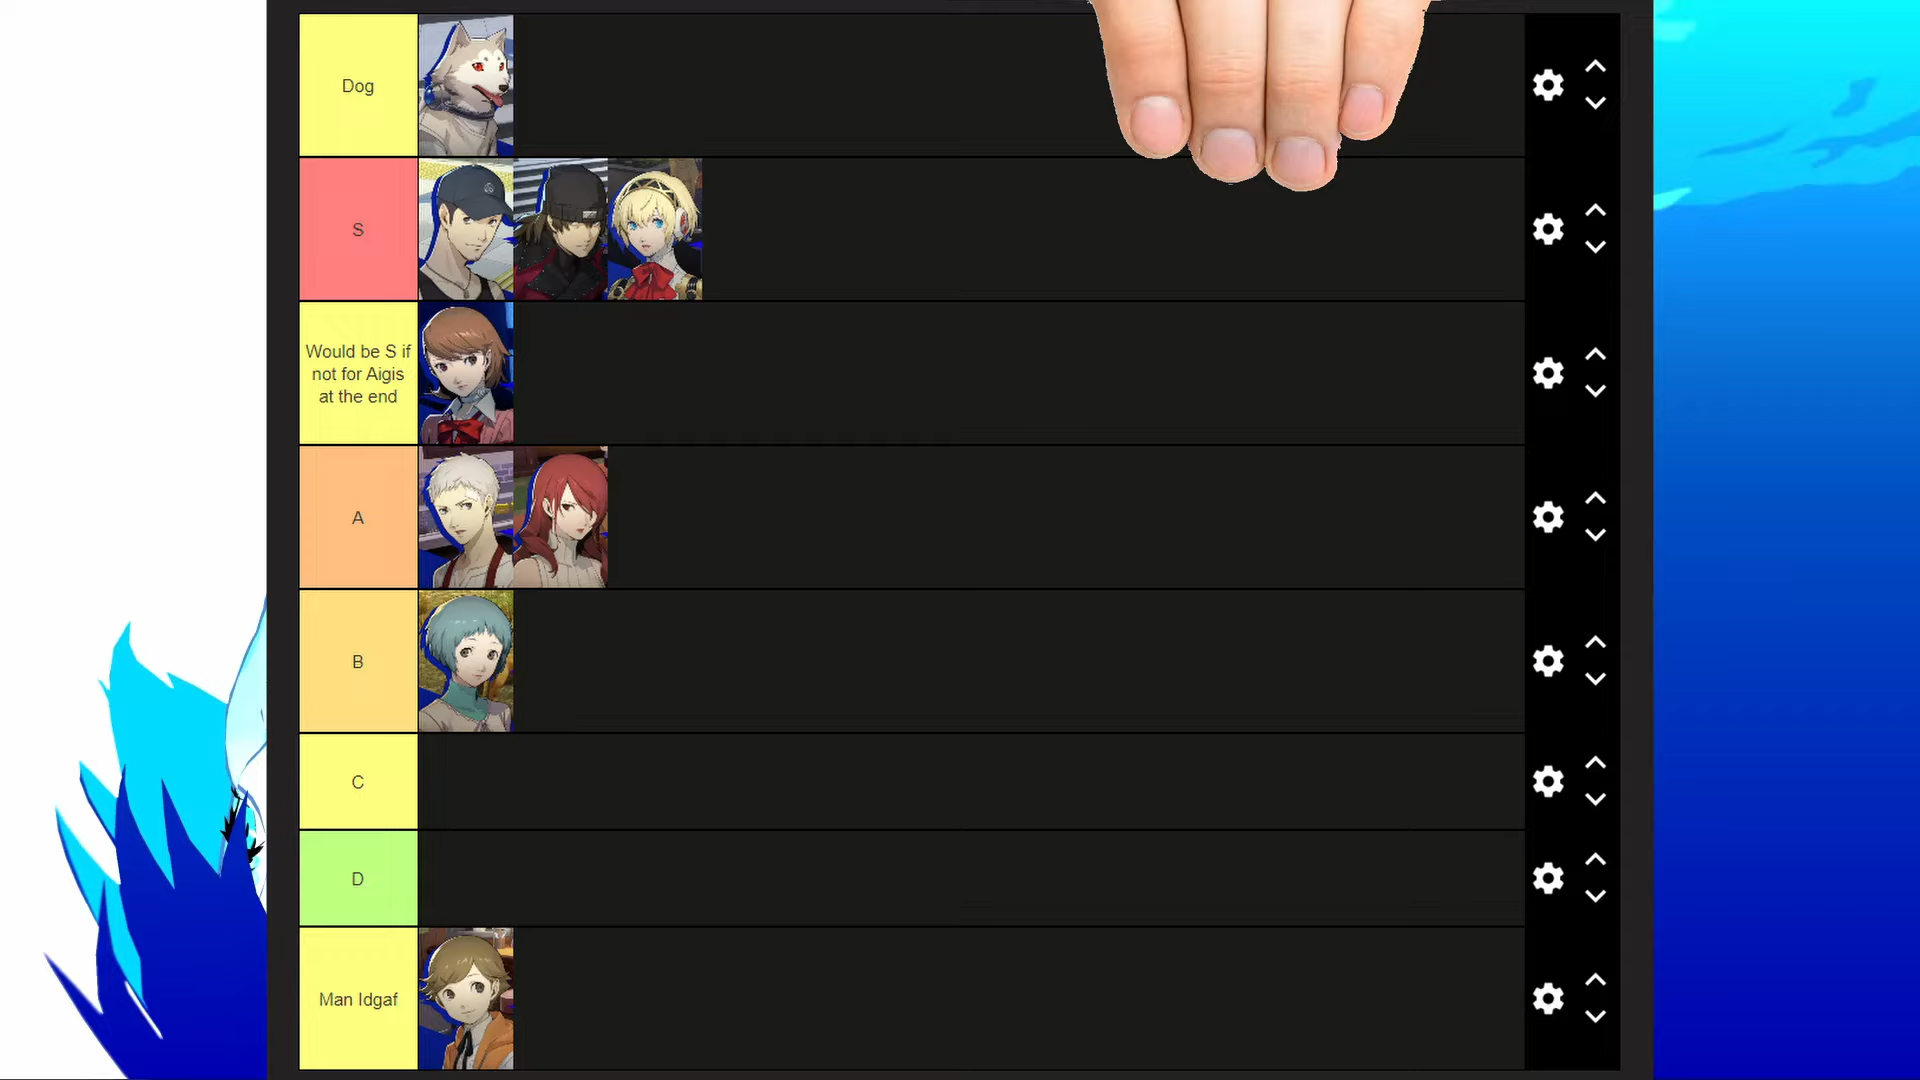 Dog
S
Would be S if
not for Aigis
at the end
A
B
C
D
Man Idgaf